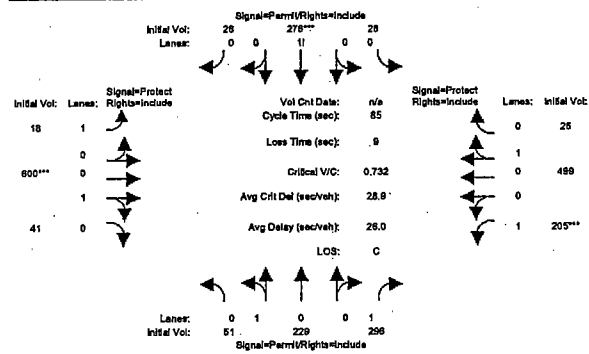 Signal=Permit/Rights=Include
Initial Vol: 26 276*** 26
Lanes: 0 0 1! 0 0
Signal=Protect
Initial Vol: Lanes: Rights=Include
Vol Cnt Date: n/a
Signal=Protect
Rights=Include Lanes: Initial Vol:
Cycle Time (sec): 85
18 1
0 25
Loss Time (sec): 9
0
1
600*** 0
Critical V/C: 0.732
0 499
1
Avg Crit Del (sec/veh): 28.9
0
41 0
Avg Delay (sec/veh): 26.0
1 205***
LOS: C
Lanes: 0 1 0 0 1
Initial Vol: 51 229 296
Signal=Permit/Rights=Include